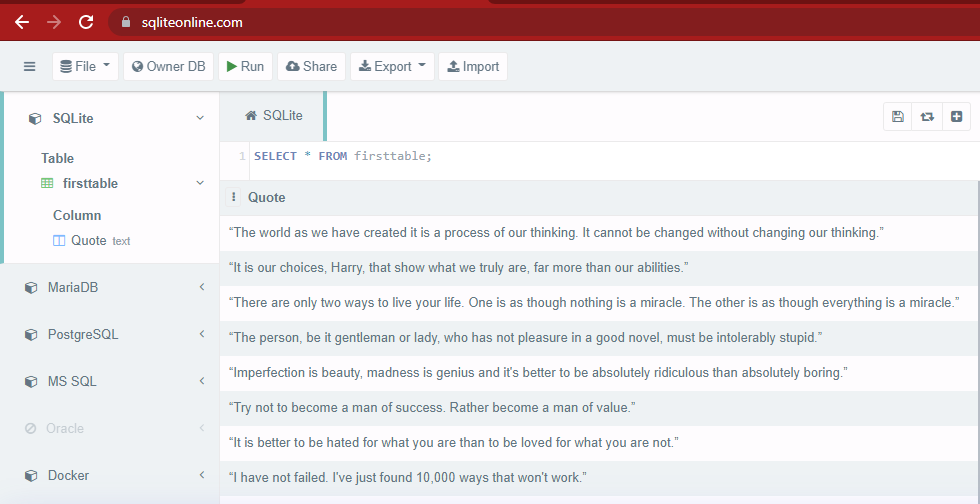 sqliteonline.com
File Owner DB Run Share Export Import
SQLite
Table
firsttable
Column
Quote text
MariaDB
PostgreSQL
MS SQL
Oracle
Docker
SQLite
1 SELECT * FROM firsttable;
Quote
“The world as we have created it is a process of our thinking. It cannot be changed without changing our thinking.”
“It is our choices, Harry, that show what we truly are, far more than our abilities.”
“There are only two ways to live your life. One is as though nothing is a miracle. The other is as though everything is a miracle.”
“The person, be it gentleman or lady, who has not pleasure in a good novel, must be intolerably stupid.”
“Imperfection is beauty, madness is genius and it's better to be absolutely ridiculous than absolutely boring.”
“Try not to become a man of success. Rather become a man of value.”
“It is better to be hated for what you are than to be loved for what you are not.”
“I have not failed. I've just found 10,000 ways that won't work.”